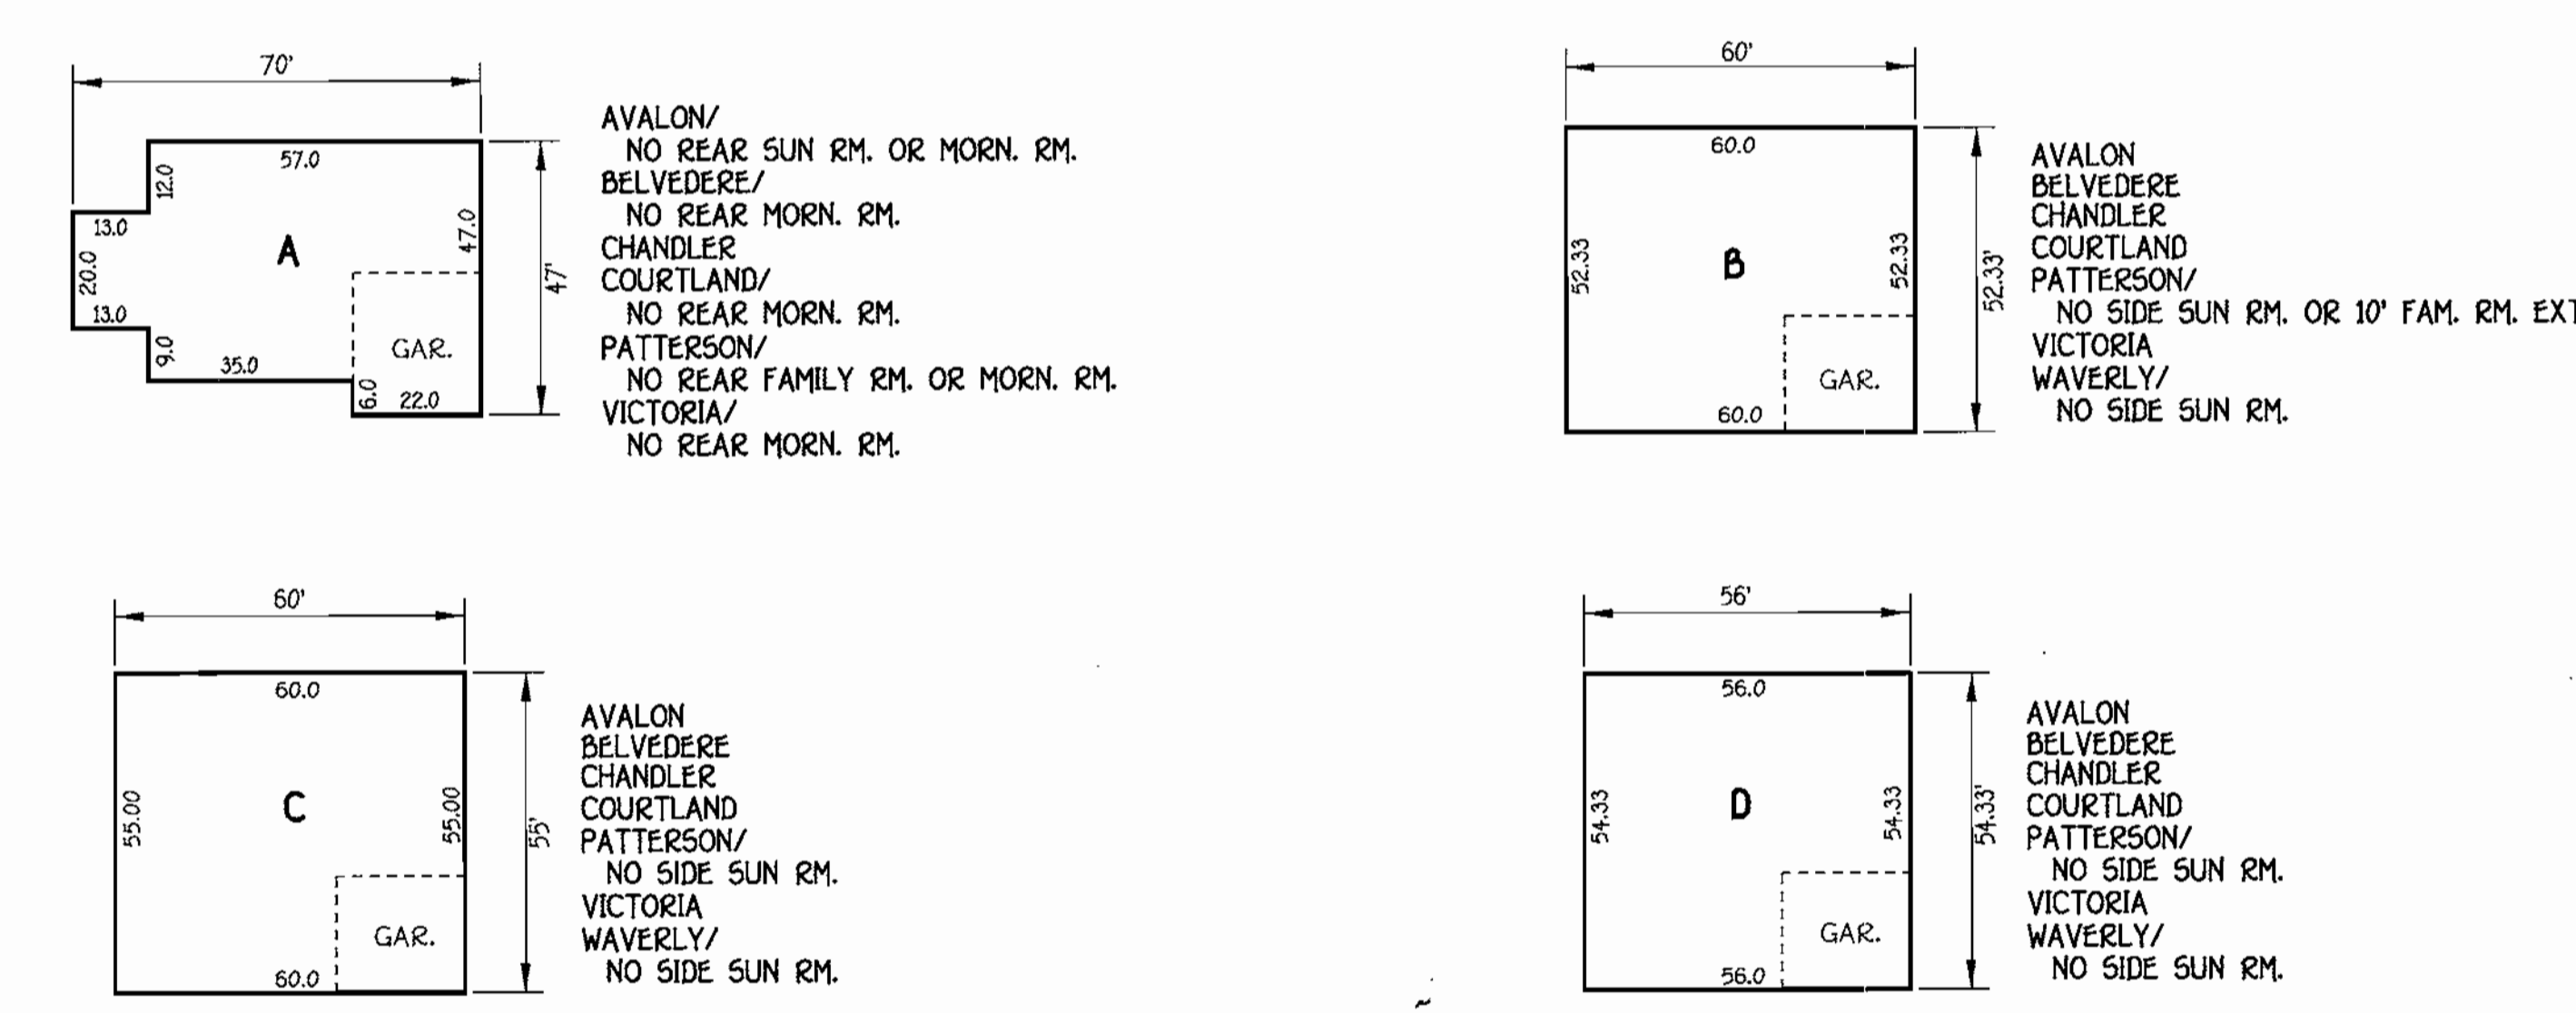 70'
57.0
12.0
13.0
20.0
13.0
9.0
35.0
6.0
22.0
47.0
47'
A
GAR.
AVALON/
NO REAR SUN RM. OR MORN. RM.
BELVEDERE/
NO REAR MORN. RM.
CHANDLER
COURTLAND/
NO REAR MORN. RM.
PATTERSON/
NO REAR FAMILY RM. OR MORN. RM.
VICTORIA/
NO REAR MORN. RM.
60'
60.0
52.33
B
52.33
52.33'
GAR.
60.0
AVALON
BELVEDERE
CHANDLER
COURTLAND
PATTERSON/
NO SIDE SUN RM. OR 10' FAM. RM. EXT
VICTORIA
WAVERLY/
NO SIDE SUN RM.
60'
60.0
55.00
C
55.00
55'
GAR.
60.0
AVALON
BELVEDERE
CHANDLER
COURTLAND
PATTERSON/
NO SIDE SUN RM.
VICTORIA
WAVERLY/
NO SIDE SUN RM.
56'
56.0
54.33
D
54.33
54.33'
GAR.
56.0
AVALON
BELVEDERE
CHANDLER
COURTLAND
PATTERSON/
NO SIDE SUN RM.
VICTORIA
WAVERLY/
NO SIDE SUN RM.